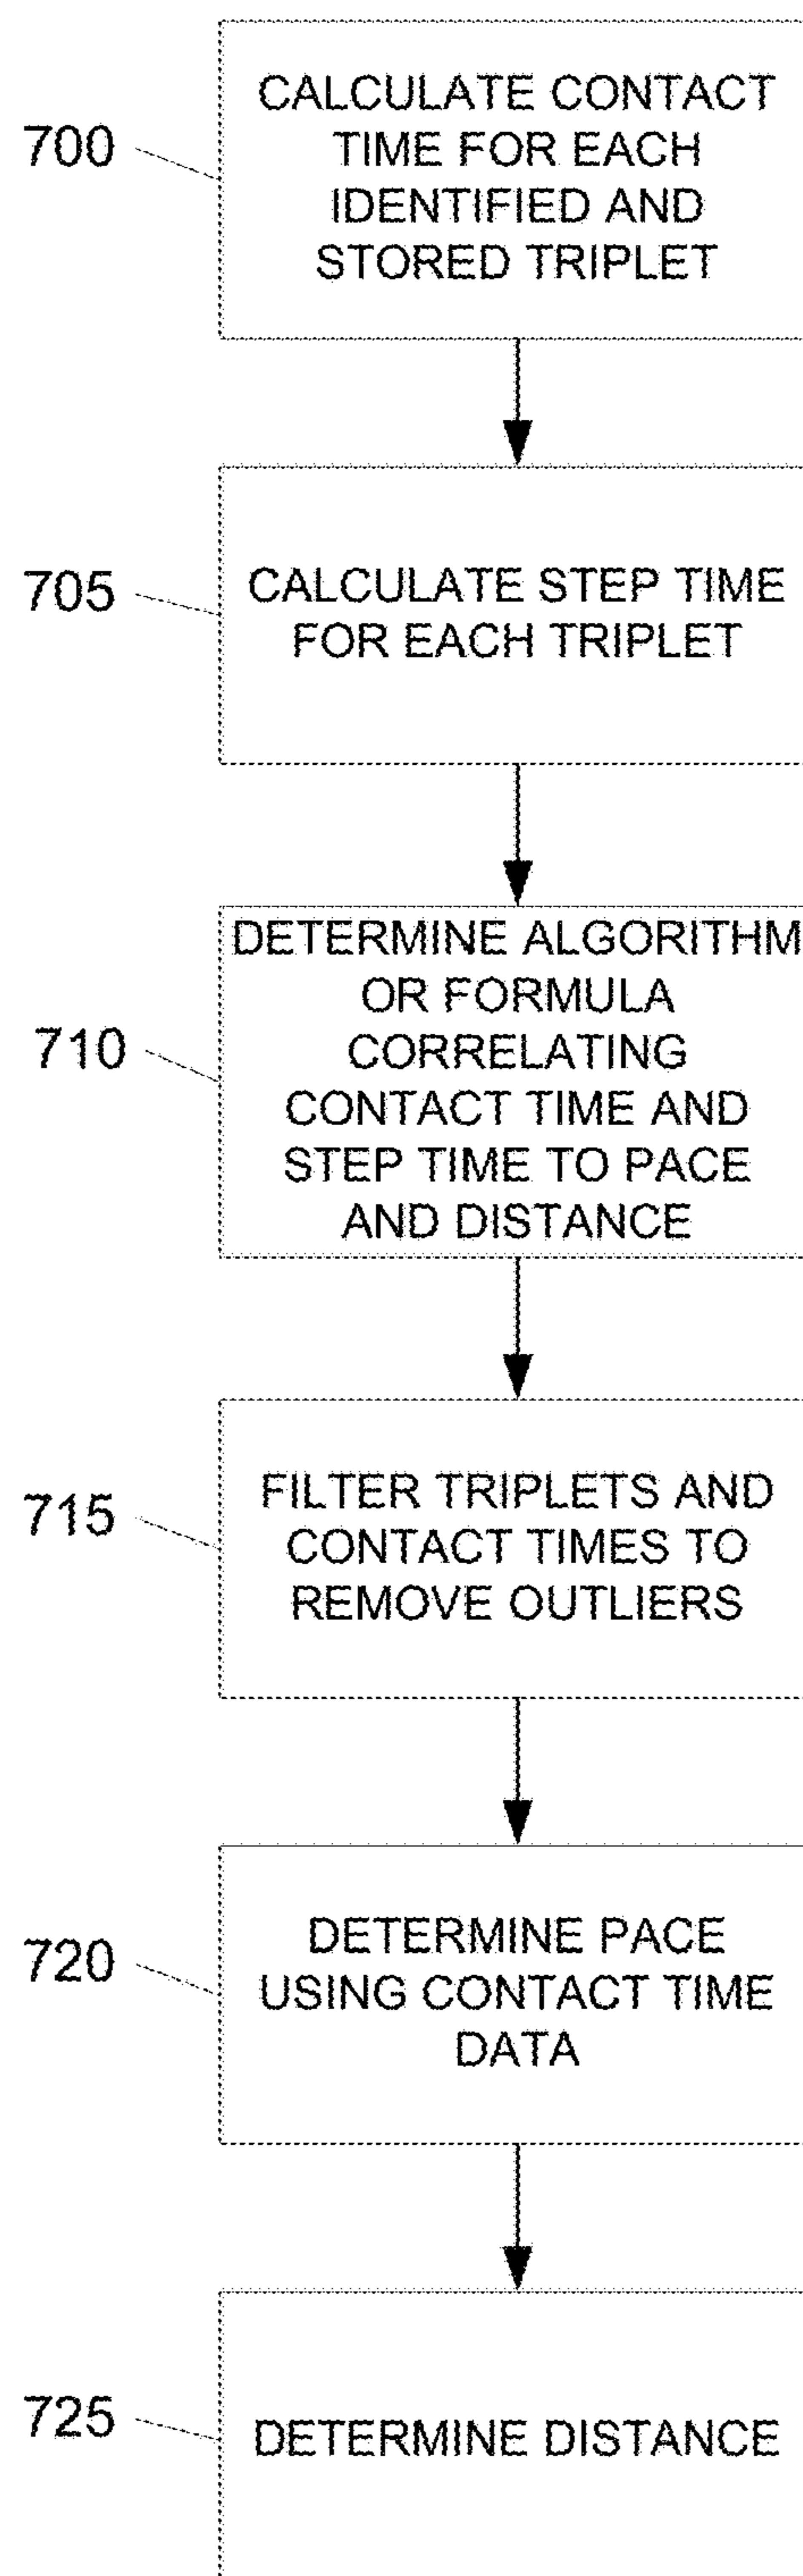 700
CALCULATE CONTACT
TIME FOR EACH
IDENTIFIED AND
STORED TRIPLET
705
CALCULATE STEP TIME
FOR EACH TRIPLET
710
DETERMINE ALGORITHM
OR FORMULA
CORRELATING
CONTACT TIME AND
STEP TIME TO PACE
AND DISTANCE
715
FILTER TRIPLETS AND
CONTACT TIMES TO
REMOVE OUTLIERS
720
DETERMINE PACE
USING CONTACT TIME
DATA
725
DETERMINE DISTANCE